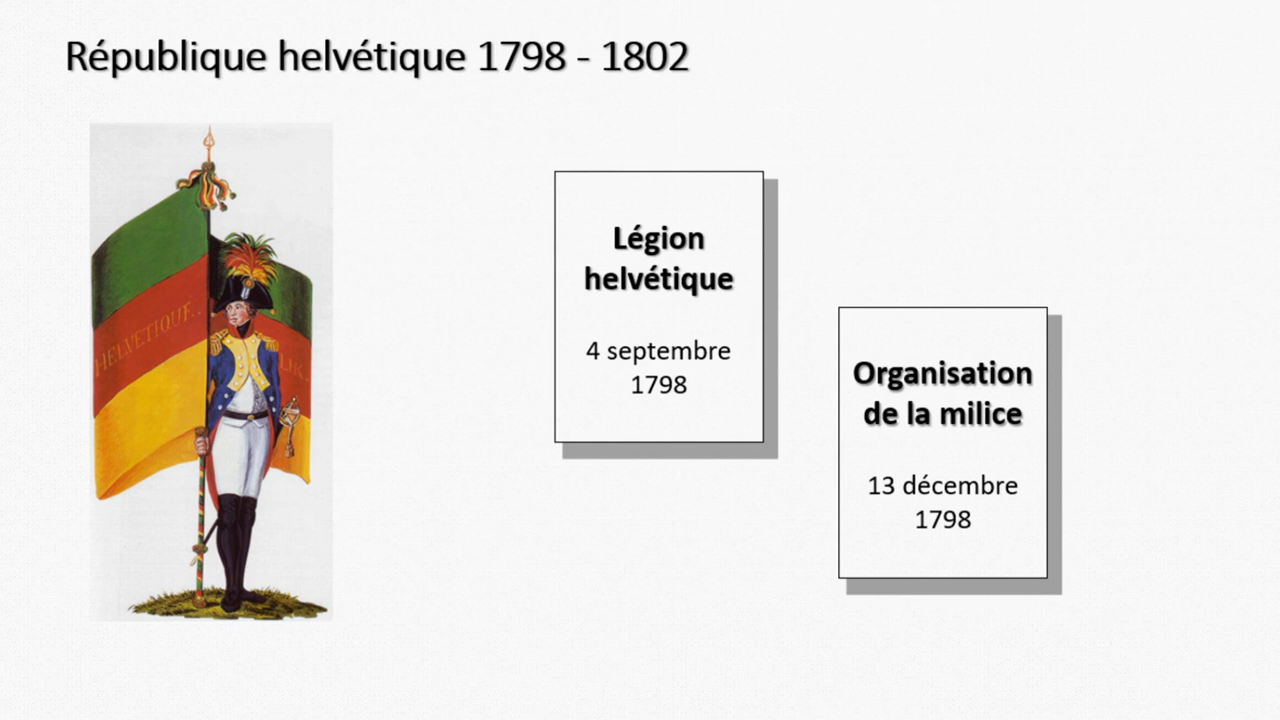 République helvétique 1798 - 1802
HELVETIQUE.
Légion
helvétique
4 septembre
1798
Organisation
de la milice
13 décembre
1798